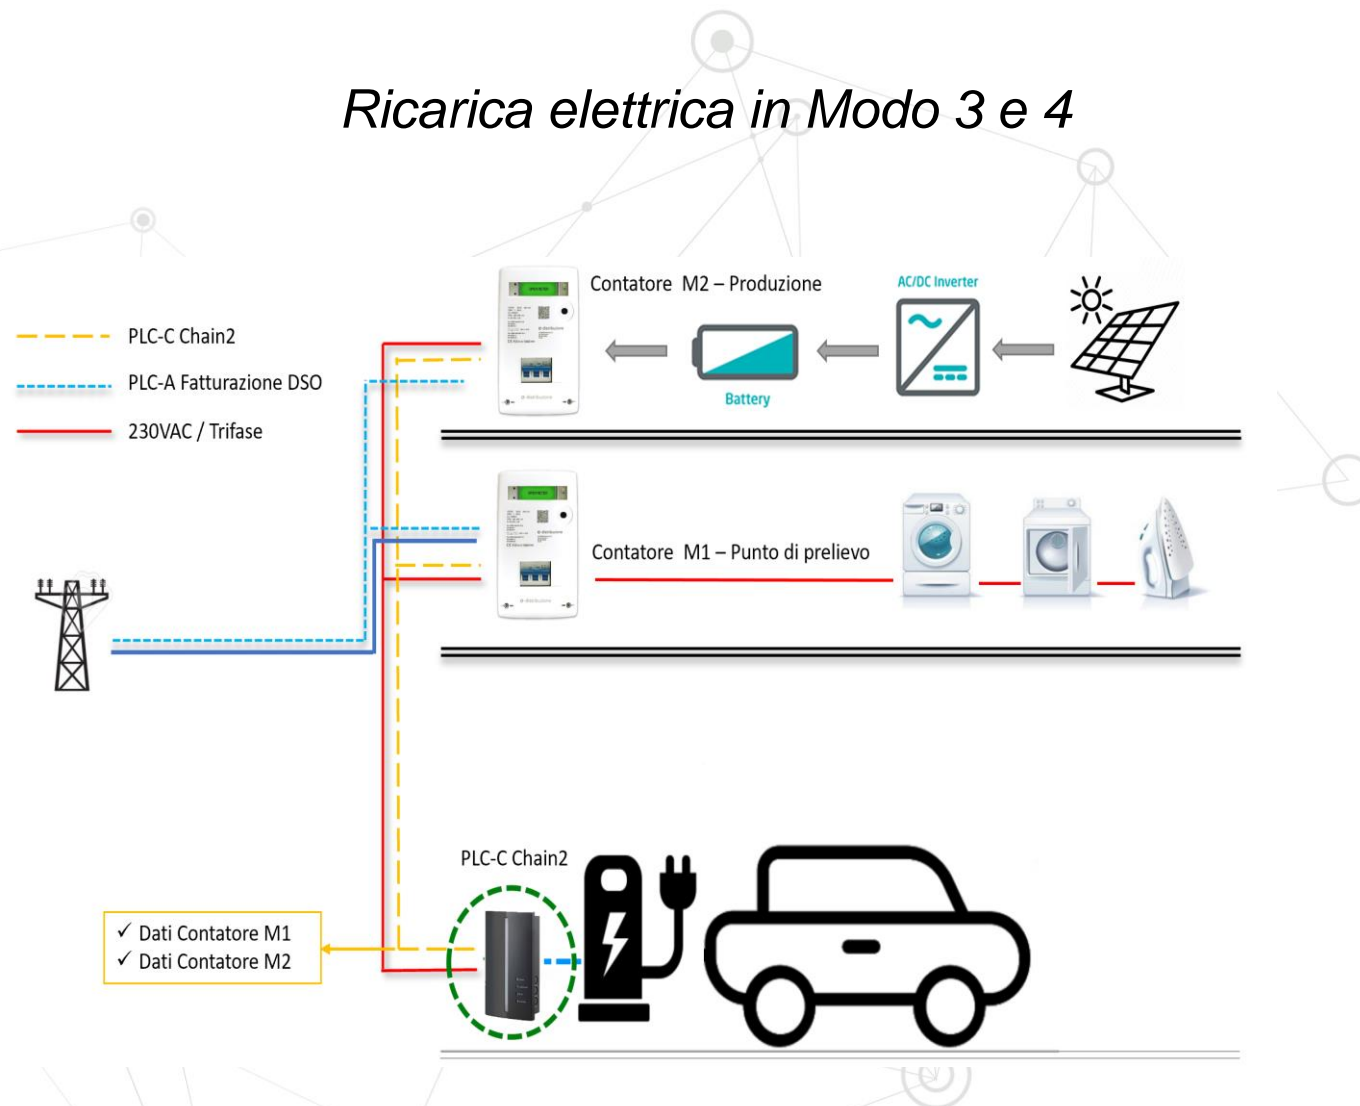 Ricarica elettrica in Modo 3 e 4
Contatore M2 – Produzione
AC/DC Inverter
PLC-C Chain2
PLC-A Fatturazione DSO
Battery
230VAC / Trifase
Contatore M1 – Punto di prelievo
PLC-C Chain2
✓ Dati Contatore M1
✓ Dati Contatore M2